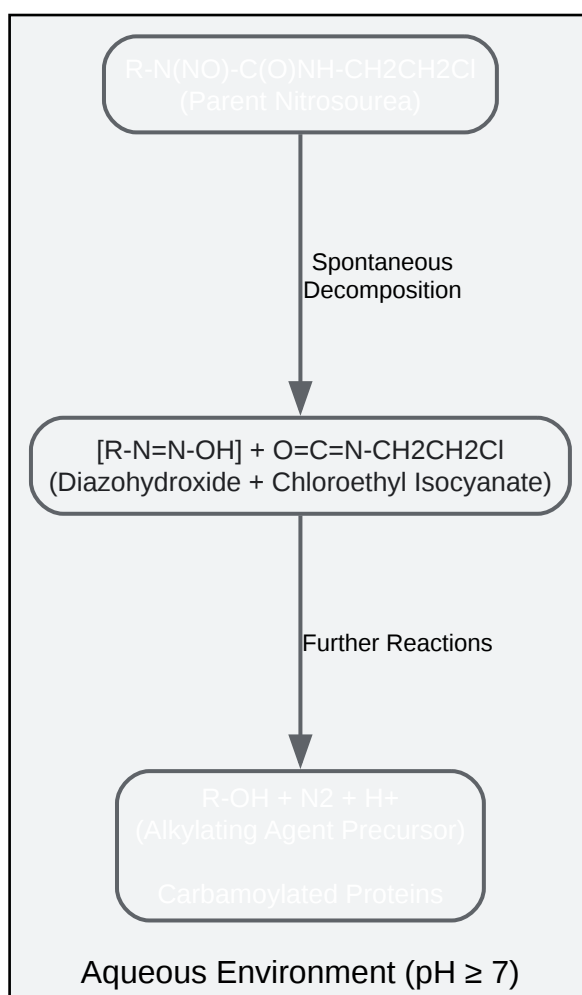 R-N(NO)-C(O)NH-CH2CH2Cl
(Parent Nitrosourea)
Spontaneous
Decomposition
[R-N=N-OH] + O=C=N-CH2CH2Cl
(Diazohydroxide + Chloroethyl Isocyanate)
Further Reactions
R-OH + N2 + H+
(Alkylating Agent Precursor)
Carbamoylated Proteins
Aqueous Environment (pH ≥ 7)